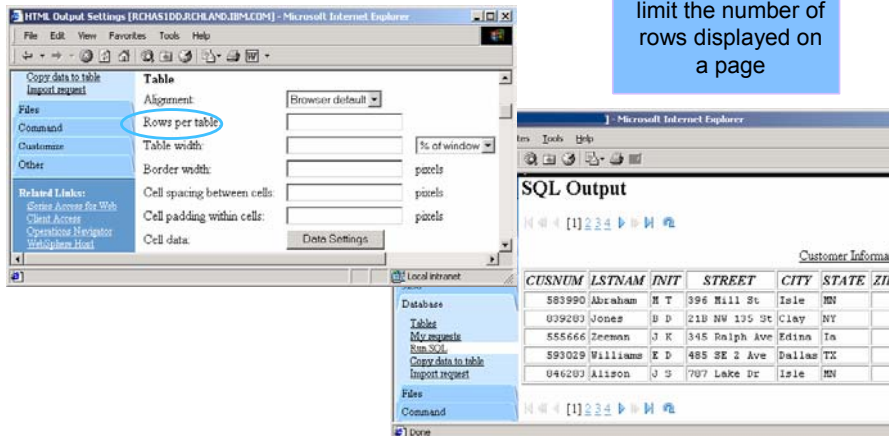 limit the number of
rows displayed on
a page
HTML Output Settings [RCHAS1DD.RCHLAND.IBM.COM] - Microsoft Internet Explorer
File Edit View Favorites Tools Help
Copy data to table
Import request
Files
Command
Customize
Other
Related Links:
iSeries Access for Web
Client Access
Operations Navigator
WebSphere Host
Table
Alignment: Browser default
Rows per table:
Table width: % of window
Border width: pixels
Cell spacing between cells: pixels
Cell padding within cells: pixels
Cell data: Data Settings
Local intranet
] - Microsoft Internet Explorer
tes Tools Help
SQL Output
[1] 2 3 4
Customer Informa
CUSNUM LSTNAM INIT STREET CITY STATE ZI
583990 Abraham M T 396 Mill St Isle MN
839283 Jones B D 21B NW 135 St Clay NY
555666 Zeeman J K 345 Ralph Ave Edina In
593029 Williams E D 485 SE 2 Ave Dallas TX
846283 Alison J S 787 Lake Dr Isle MN
[1] 2 3 4
Database
Tables
My requests
Run SQL
Copy data to table
Import request
Files
Command
Done